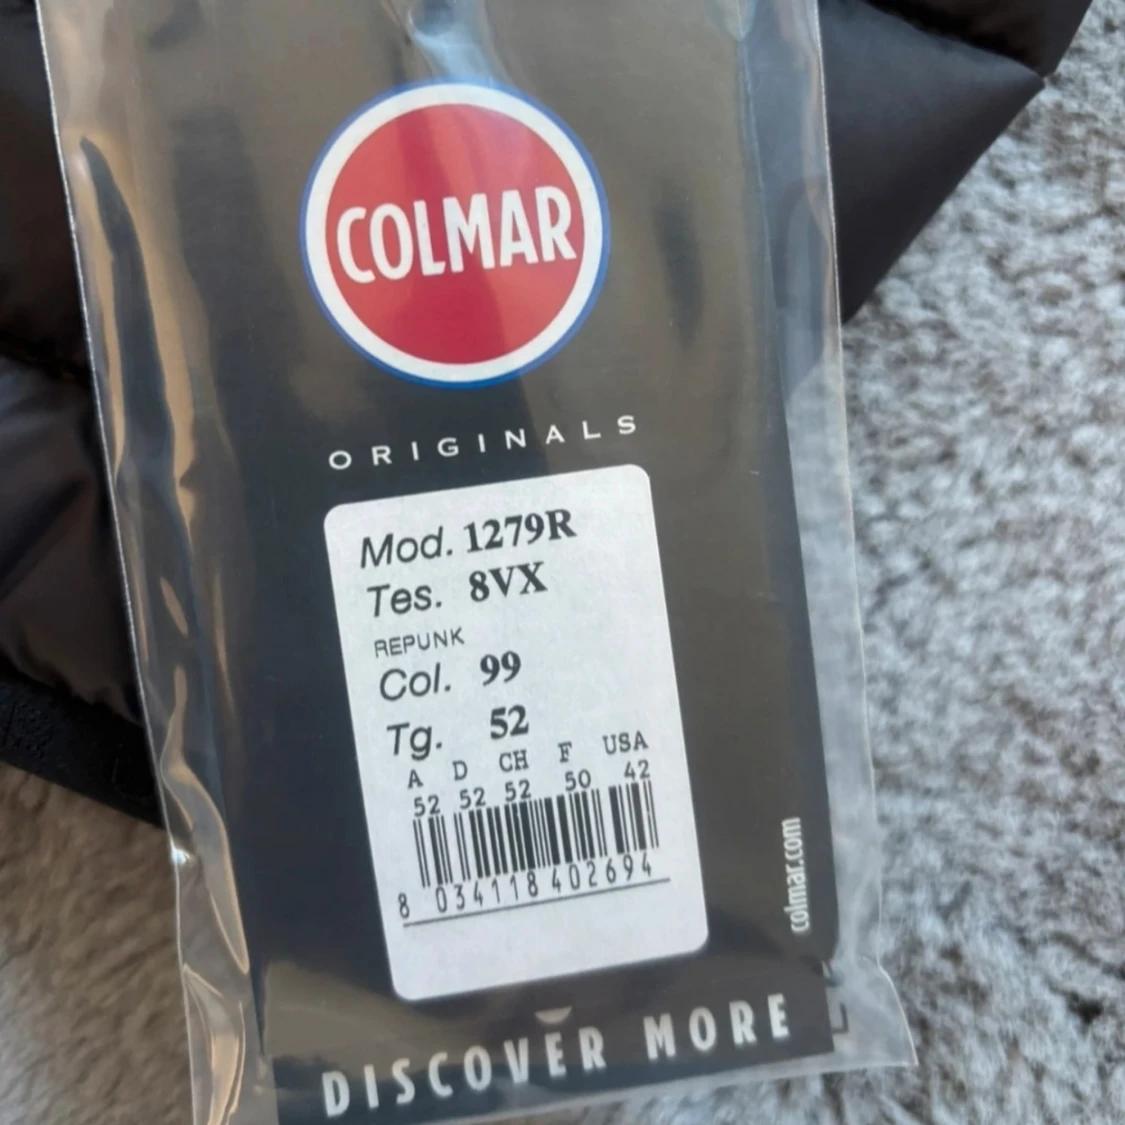 COLMAR
ORIGINALS
Mod. 1279R
Tes. 8VX
REPUNK
Col. 99
Tg. 52
A D CH F USA
52 52 52 50 42
8 034118 402694
colmar.com
DISCOVER MORE